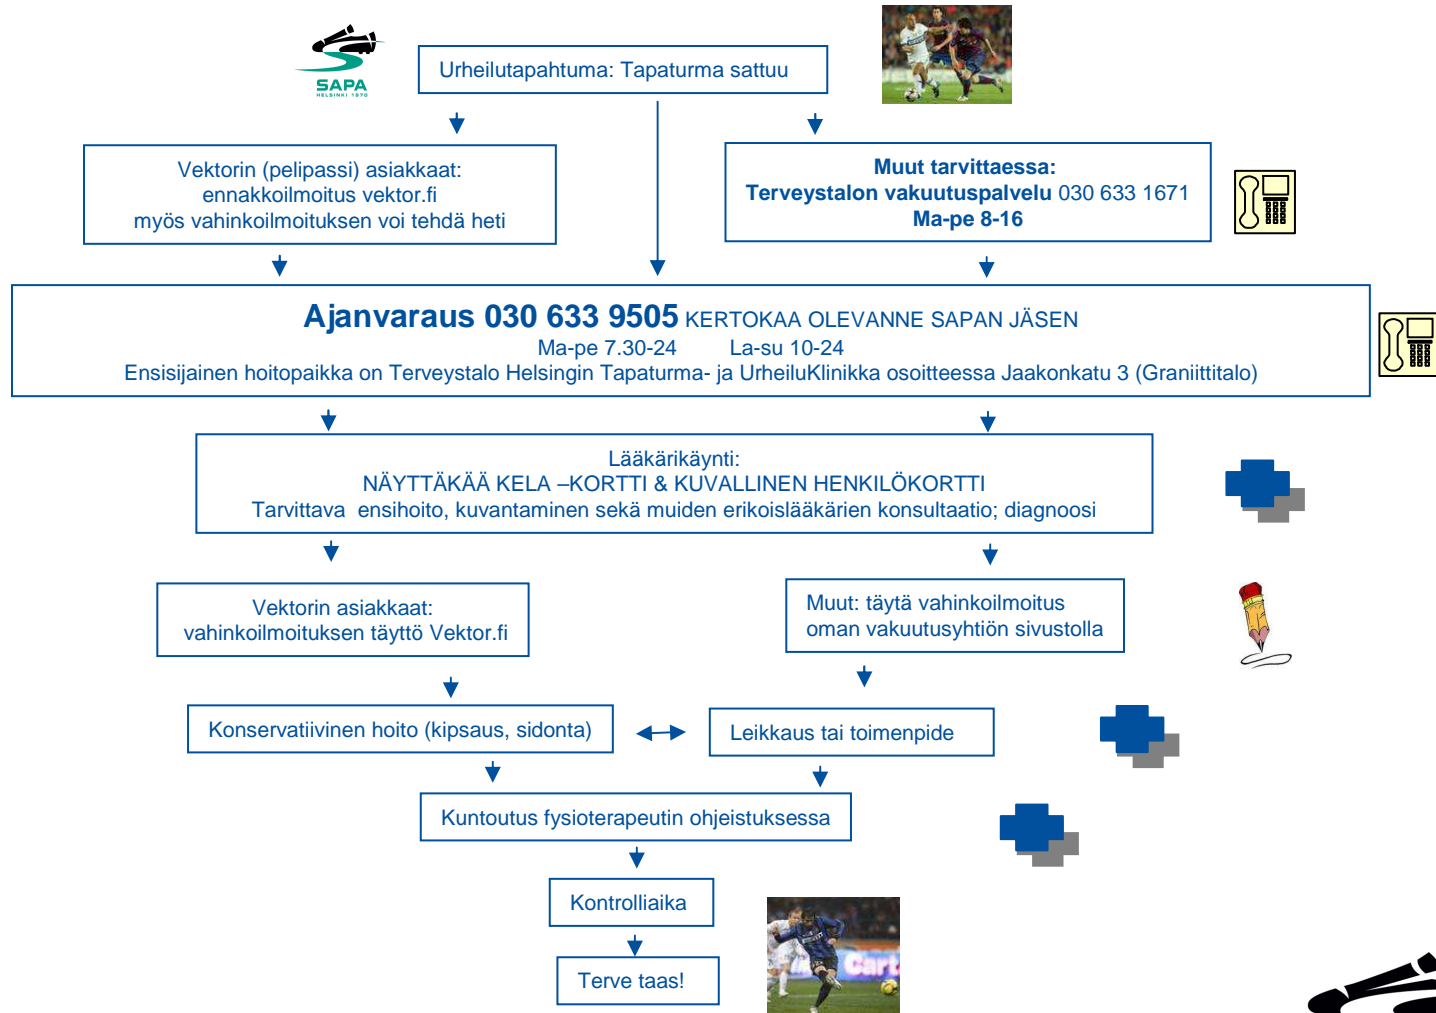 SAPA
HELSINKI 1970
Urheilutapahtuma: Tapaturma sattuu
Vektorin (pelipassi) asiakkaat:
ennakkoilmoitus vektor.fi
myös vahinkoilmoituksen voi tehdä heti
Muut tarvittaessa:
Terveystalon vakuutuspalvelu 030 633 1671
Ma-pe 8-16
Ajanvaraus 030 633 9505 KERTOKAA OLEVANNE SAPAN JÄSEN
Ma-pe 7.30-24 La-su 10-24
Ensisijainen hoitopaikka on Terveystalo Helsingin Tapaturma- ja UrheiluKlinikka osoitteessa Jaakonkatu 3 (Graniittitalo)
Lääkärikäynti:
NÄYTTÄKÄÄ KELA –KORTTI & KUVALLINEN HENKILÖKORTTI
Tarvittava ensihoito, kuvantaminen sekä muiden erikoislääkärien konsultaatio; diagnoosi
Vektorin asiakkaat:
vahinkoilmoituksen täyttö Vektor.fi
Muut: täytä vahinkoilmoitus
oman vakuutusyhtiön sivustolla
Konservatiivinen hoito (kipsaus, sidonta)
Leikkaus tai toimenpide
Kuntoutus fysioterapeutin ohjeistuksessa
Kontrolliaika
Terve taas!